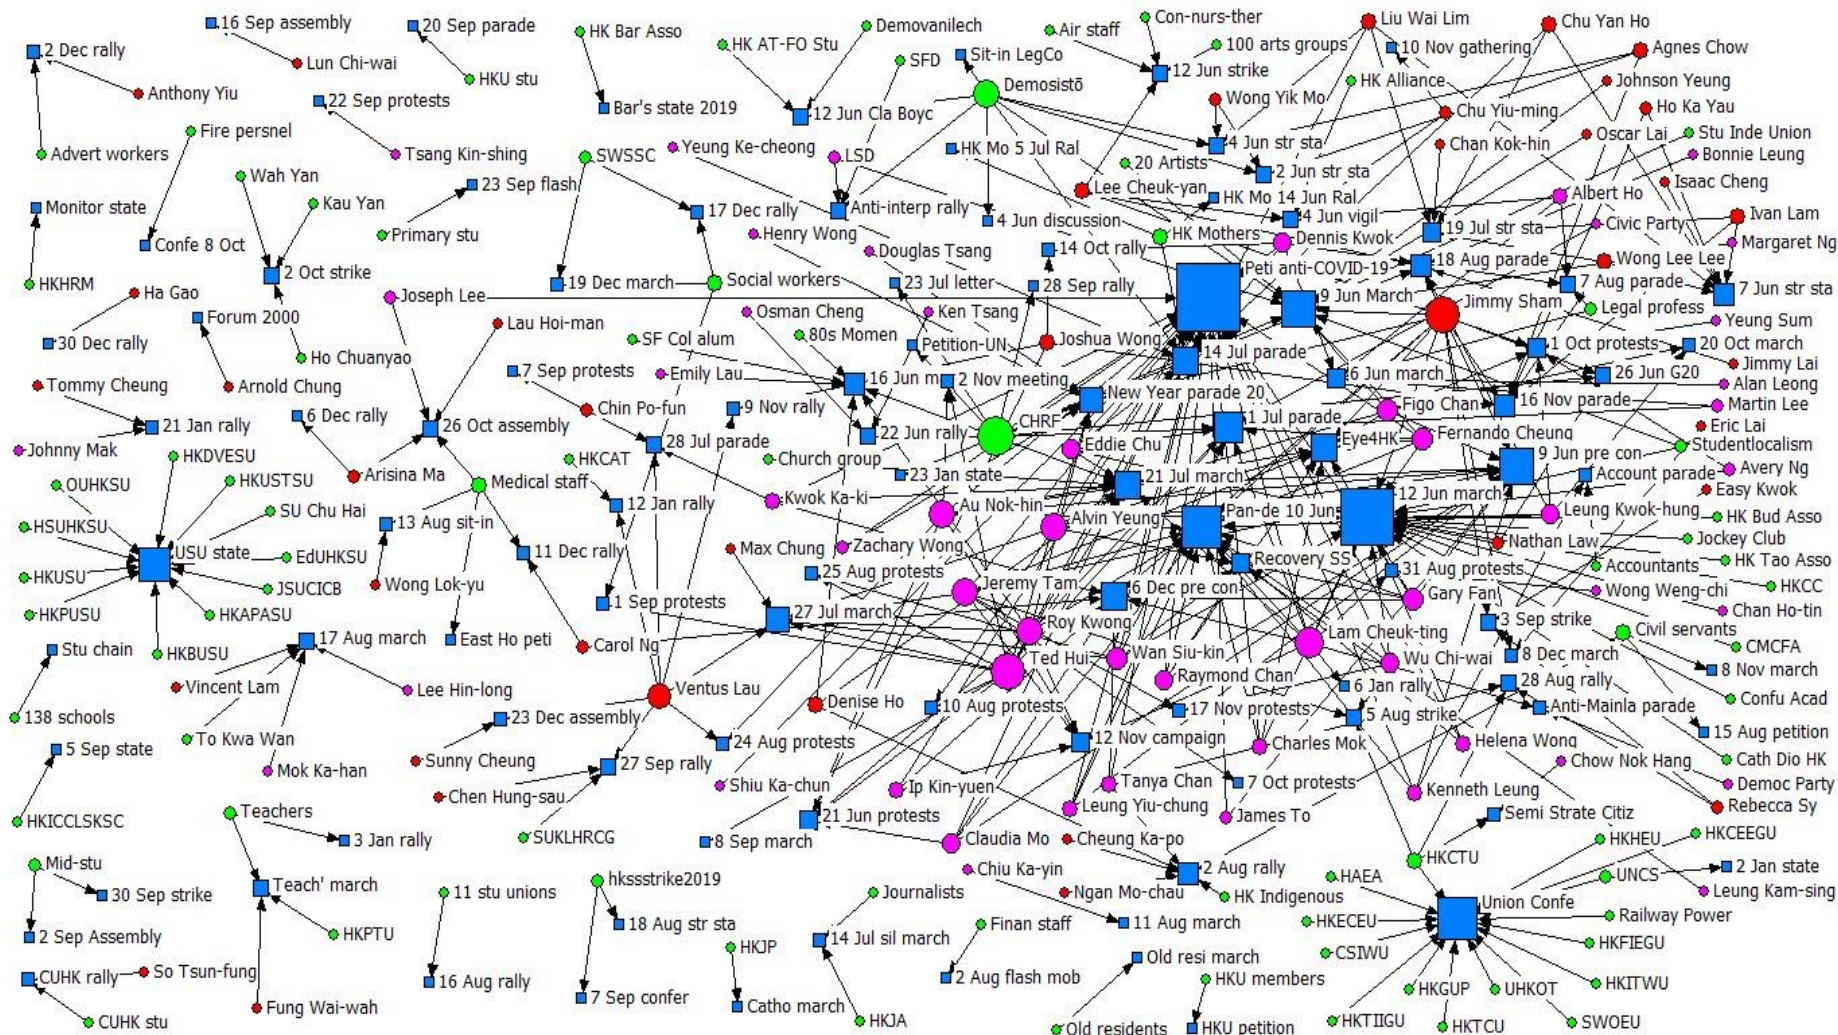 16 Sep assembly
20 Sep parade
HK Bar Asso
HK AT-FO Stu
Demovanilech
Air staff
Con-nurs-ther
Liu Wai Lim
Chu Yan Ho
2 Dec rally
Lun Chi-wai
HKU stu
SFD
Sit-in LegCo
100 arts groups
10 Nov gathering
Agnes Chow
Anthony Yiu
22 Sep protests
Bar's state 2019
12 Jun Cla Boyc
Demosistō
12 Jun strike
HK Alliance
Johnson Yeung
Wong Yik Mo
Chu Yiu-ming
Ho Ka Yau
Fire persnel
Advert workers
Tsang Kin-shing
SWSSC
Yeung Ke-cheong
LSD
HK Mo 5 Jul Ral
4 Jun str sta
Chan Kok-hin
Oscar Lai
Stu Inde Union
Bonnie Leung
20 Artists
2 Jun str sta
Wah Yan
23 Sep flash
Lee Cheuk-yan
HK Mo 14 Jun Ral
Albert Ho
Isaac Cheng
Monitor state
Kau Yan
17 Dec rally
Anti-interp rally
4 Jun discussion
4 Jun vigil
Civic Party
Ivan Lam
Confe 8 Oct
Primary stu
Henry Wong
Douglas Tsang
14 Oct rally
HK Mothers
Dennis Kwok
19 Jul str sta
Margaret Ng
HKHRM
2 Oct strike
19 Dec march
Social workers
23 Jul letter
28 Sep rally
Peti anti-COVID-19
18 Aug parade
Wong Lee Lee
7 Aug parade
7 Jun str sta
Ha Gao
Joseph Lee
9 Jun March
Jimmy Sham
Legal profess
Forum 2000
Lau Hoi-man
Osman Cheng
Ken Tsang
Yeung Sum
30 Dec rally
Ho Chuanyao
SF Col alum
80s Momen
Petition-UN
Joshua Wong
14 Jul parade
1 Oct protests
20 Oct march
Jimmy Lai
Tommy Cheung
Arnold Chung
7 Sep protests
Emily Lau
16 Jun m
2 Nov meeting
6 Jun march
26 Jun G20
Alan Leong
6 Dec rally
Chin Po-fun
9 Nov rally
New Year parade 20
Figo Chan
16 Nov parade
Martin Lee
21 Jan rally
26 Oct assembly
28 Jul parade
22 Jun rally
CHRF
1 Jul parade
Eye4HK
Fernando Cheung
Eric Lai
Studentlocalism
Johnny Mak
HKDVESU
Arisina Ma
HKCAT
Church group
23 Jan state
Eddie Chu
9 Jun pre con
Account parade
Avery Ng
OUHKSU
HKUSTSU
Medical staff
Kwok Ka-ki
21 Jul march
12 Jun march
Easy Kwok
HSUHKSU
SU Chu Hai
13 Aug sit-in
12 Jan rally
Au Nok-hin
Alvin Yeung
Pan-de 10 Jun
Leung Kwok-hung
HK Bud Asso
Jockey Club
USU state
EdUHKSU
11 Dec rally
Max Chung
Zachary Wong
Recovery SS
Nathan Law
HK Tao Asso
HKUSU
JSUCICB
Wong Lok-yu
25 Aug protests
Jeremy Tam
31 Aug protests
Accountants
HKCC
HKPUSU
HKAPASU
1 Sep protests
27 Jul march
6 Dec pre con
Gary Fan
Wong Weng-chi
Chan Ho-tin
HKBUSU
17 Aug march
East Ho peti
Carol Ng
Roy Kwong
Lam Cheuk-ting
3 Sep strike
Civil servants
CMCFA
Stu chain
Wan Siu-kin
Ted Hui
Wu Chi-wai
8 Dec march
8 Nov march
Vincent Lam
Lee Hin-long
Ventus Lau
Raymond Chan
6 Jan rally
28 Aug rally
Confu Acad
138 schools
23 Dec assembly
Denise Ho
10 Aug protests
17 Nov protests
5 Aug strike
Anti-Mainla parade
To Kwa Wan
24 Aug protests
12 Nov campaign
Charles Mok
Helena Wong
15 Aug petition
5 Sep state
Mok Ka-han
Sunny Cheung
27 Sep rally
Chow Nok Hang
Cath Dio HK
Shiu Ka-chun
Ip Kin-yuen
Tanya Chan
7 Oct protests
Kenneth Leung
Democ Party
Chen Hung-sau
Leung Yiu-chung
James To
Semi Strate Citiz
Rebecca Sy
HKICCLSKSC
Teachers
3 Jan rally
SUKLHRCG
8 Sep march
21 Jun protests
Claudia Mo
Cheung Ka-po
HKHEU
HKCEEGU
Mid-stu
Chiu Ka-yin
2 Aug rally
HKCTU
HAEA
UNCS
2 Jan state
30 Sep strike
Teach' march
11 stu unions
hkssstrike2019
Journalists
Ngan Mo-chau
HK Indigenous
Union Confe
Leung Kam-sing
2 Sep Assembly
HKPTU
18 Aug str sta
14 Jul sil march
Finan staff
11 Aug march
HKECEU
Railway Power
HKJP
CSIWU
HKFIEGU
CUHK rally
So Tsun-fung
16 Aug rally
2 Aug flash mob
Old resi march
HKU members
HKGUP
UHKOT
HKITWU
Fung Wai-wah
7 Sep confer
Catho march
CUHK stu
HKJA
Old residents
HKU petition
HKTIIGU
HKTCU
SWOEU